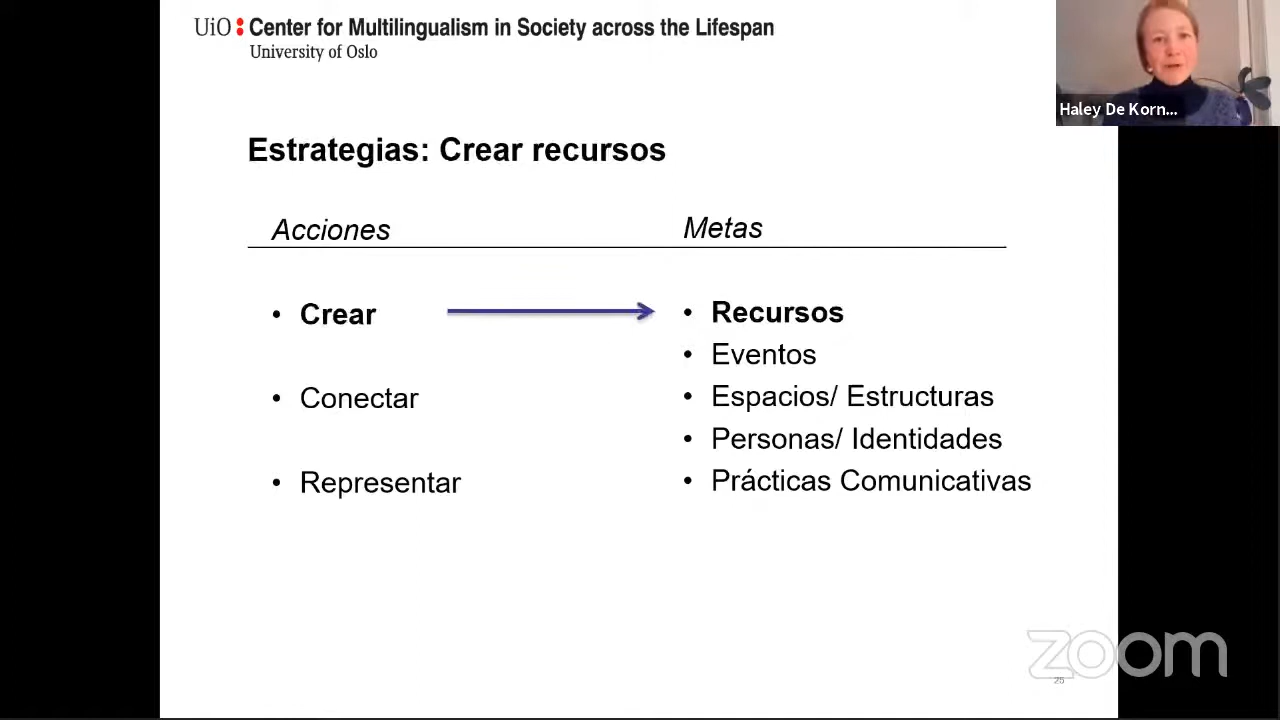 UiO : Center for Multilingualism in Society across the Lifespan
University of Oslo
Haley De Korn...
Estrategias: Crear recursos
Acciones Metas
• Crear • Recursos
• Eventos
• Conectar • Espacios/ Estructuras
• Personas/ Identidades
• Representar • Prácticas Comunicativas
zoom
25